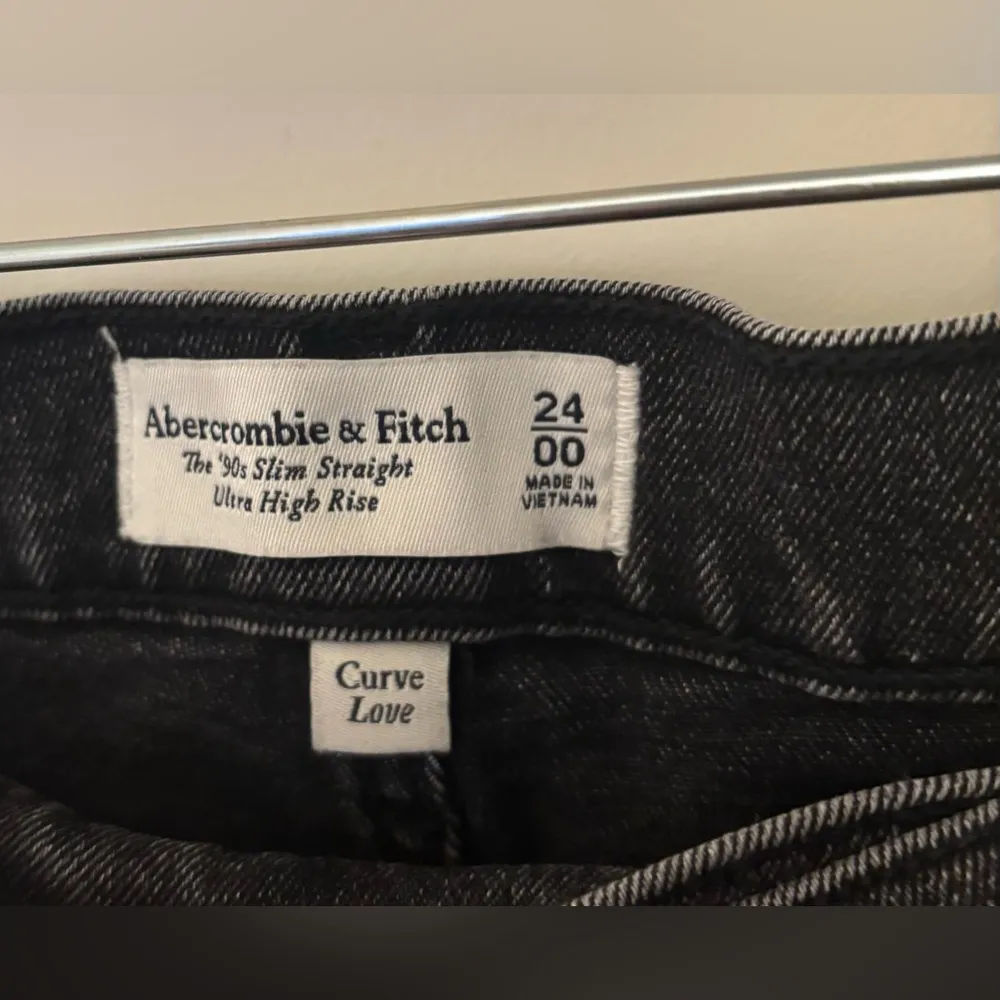 Abercrombie & Fitch
The '90s Slim Straight
Ultra High Rise
24
00
MADE IN
VIETNAM
Curve
Love